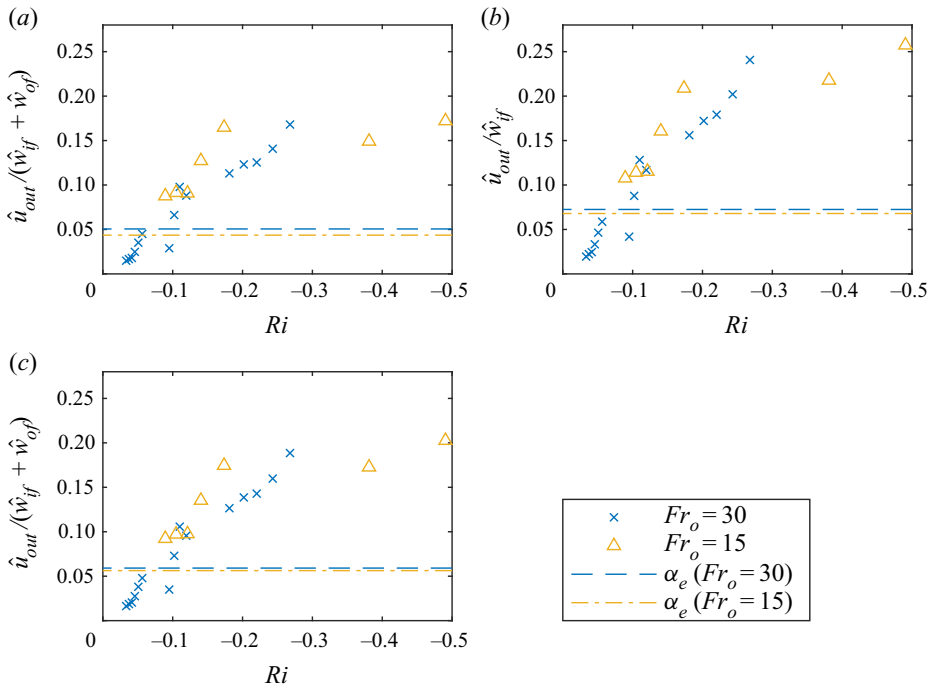 (a)
0.25
0.20
0.15
0.10
0.05
0 −0.1 −0.2 −0.3 −0.4 −0.5
Ri
û_out/(ŵ_if + ŵ_of)
(b)
0.25
0.20
0.15
0.10
0.05
0 −0.1 −0.2 −0.3 −0.4 −0.5
Ri
û_out/ŵ_if
(c)
0.25
0.20
0.15
0.10
0.05
0 −0.1 −0.2 −0.3 −0.4 −0.5
Ri
û_out/(ŵ_if + ŵ_of)
Fr_o = 30
Fr_o = 15
α_e (Fr_o = 30)
α_e (Fr_o = 15)